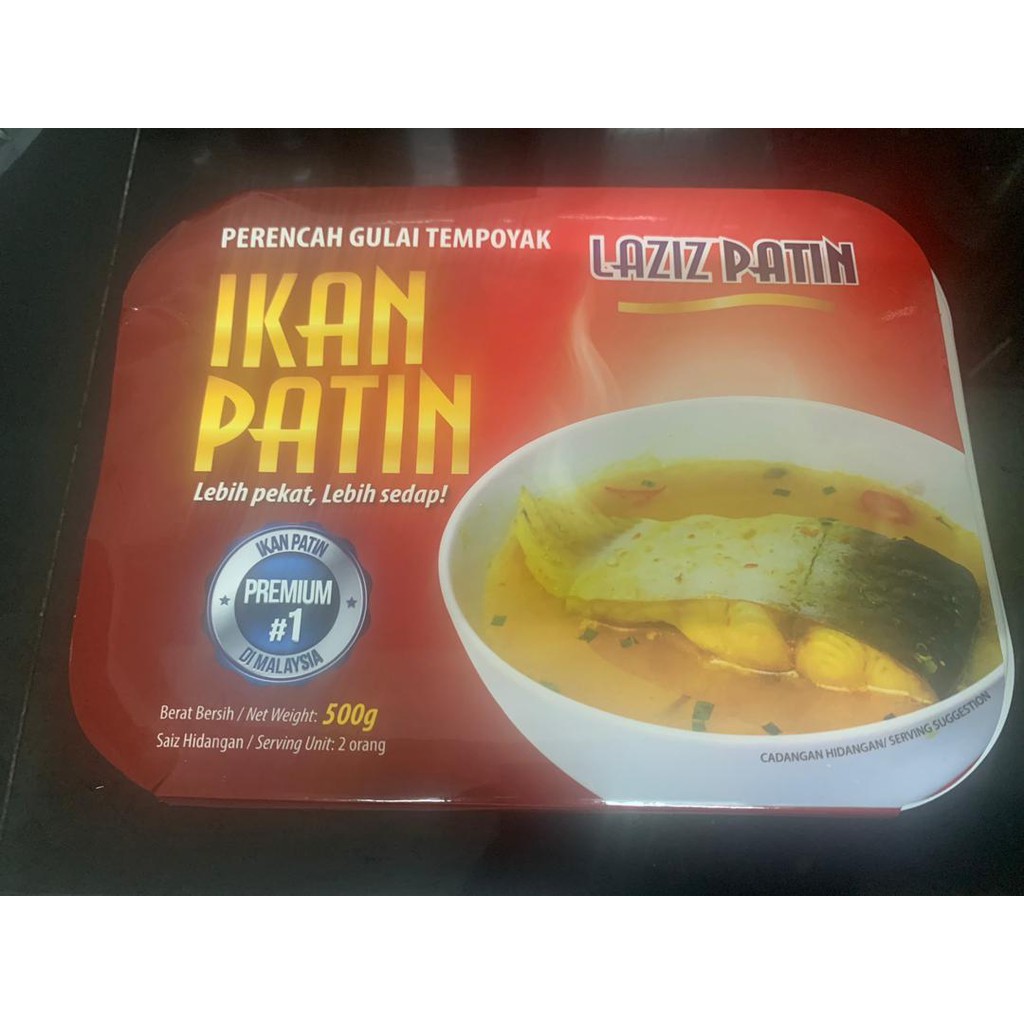 PERENCAH GULAI TEMPOYAK
LAZIZ PATIN
IKAN
PATIN
Lebih pekat, Lebih sedap!
IKAN PATIN
PREMIUM
#1
DI MALAYSIA
Berat Bersih / Net Weight: 500g
Saiz Hidangan / Serving Unit: 2 orang
CADANGAN HIDANGAN/ SERVING SUGGESTION